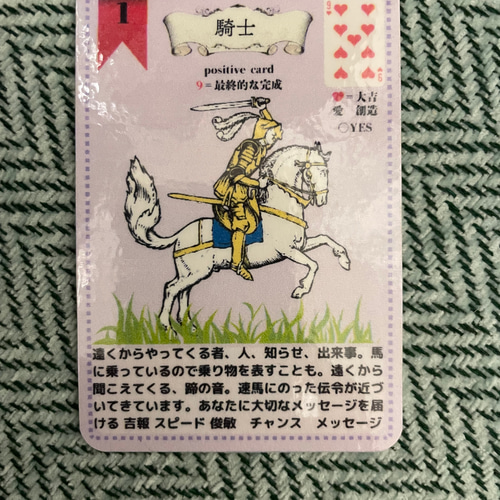 1
騎士
9
9
positive card
9=最終的な完成
♥=大吉
愛 創造
○YES
遠くからやってくる者、人、知らせ、出来事。馬
に乗っているので乗り物を表すことも。遠くから
聞こえてくる、蹄の音。速馬にのった伝令が近づ
いてきています。あなたに大切なメッセージを届
ける 吉報 スピード 俊敏 チャンス メッセージ